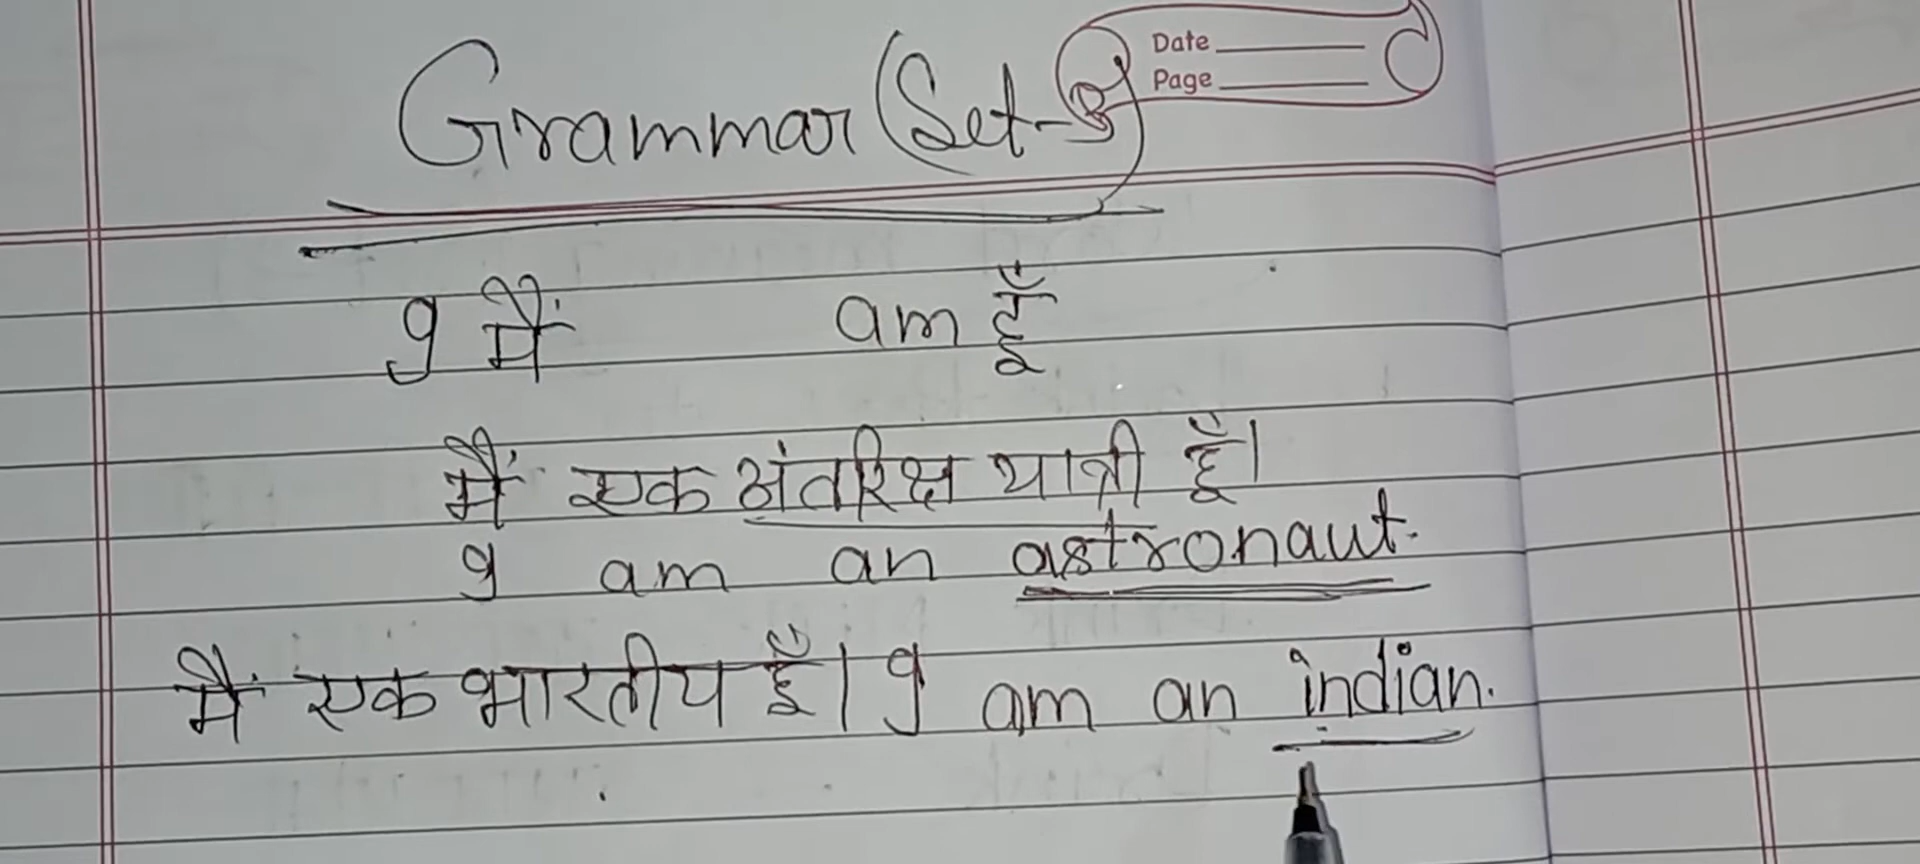 Date
Page
Grammar (Set-3)
I मैं am हूँ
मैं एक अंतरिक्ष यात्री हूँ।
I am an astronaut.
मैं एक भारतीय हूँ। I am an indian.